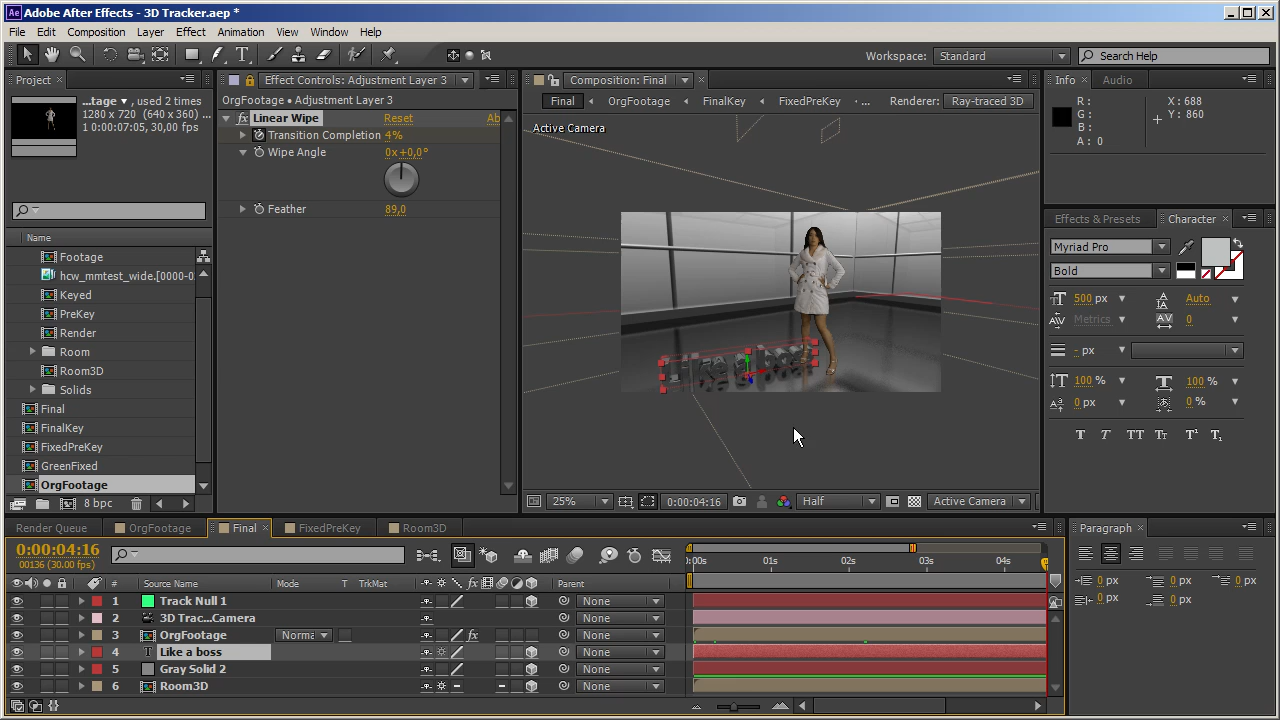 Adobe After Effects - 3D Tracker.aep *
File Edit Composition Layer Effect Animation View Window Help
Workspace: Standard Search Help
Project
...tage ▼, used 2 times
1280 x 720 (640 x 360) ...
1 0:00:07:05, 30,00 fps
Name
Footage
hcw_mmtest_wide.[0000-0
Keyed
PreKey
Render
Room
Room3D
Solids
Final
FinalKey
FixedPreKey
GreenFixed
OrgFootage
8 bpc
Effect Controls: Adjustment Layer 3
OrgFootage • Adjustment Layer 3
fx Linear Wipe Reset Ab
Transition Completion 4%
Wipe Angle 0x+0,0°
Feather 89,0
Composition: Final
Final OrgFootage FinalKey FixedPreKey ... Renderer: Ray-traced 3D
Active Camera
25% 0:00:04:16 Half Active Camera
Info Audio
R: X: 688
G: Y: 860
B:
A: 0
Effects & Presets Character
Myriad Pro
Bold
500 px Auto
Metrics 0
- px
100 % 100 %
0 px 0 %
T T TT Tт T¹ T₁
Render Queue OrgFootage Final FixedPreKey Room3D
0:00:04:16
00136 (30.00 fps)
# Source Name Mode T TrkMat Parent
1 Track Null 1 None
2 3D Trac...Camera None
3 OrgFootage Norma None
4 T Like a boss None
5 Gray Solid 2 None
6 Room3D None
:00s 01s 02s 03s 04s
Paragraph
0 px 0 px 0 px
0 px 0 px